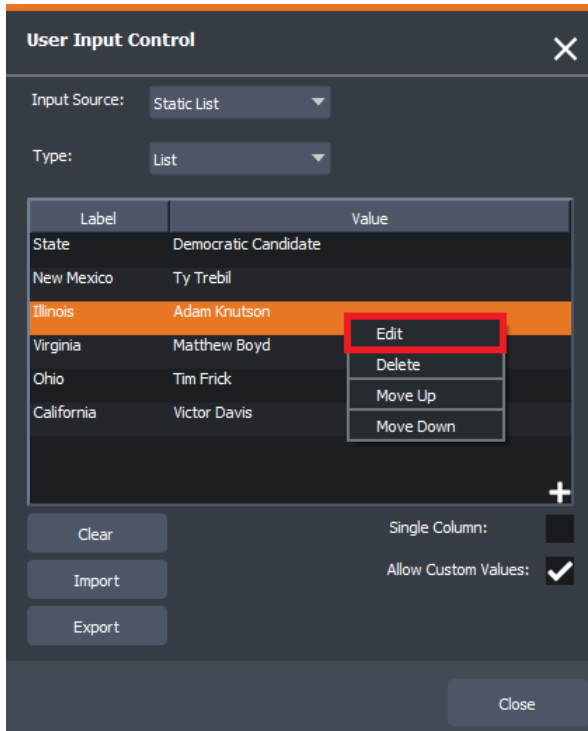 User Input Control
Input Source: Static List
Type: List
Label Value
State Democratic Candidate
New Mexico Ty Trebil
Illinois Adam Knutson
Edit
Virginia Matthew Boyd
Delete
Ohio Tim Frick
Move Up
California Victor Davis
Move Down
Clear Single Column:
Import Allow Custom Values:
Export
Close